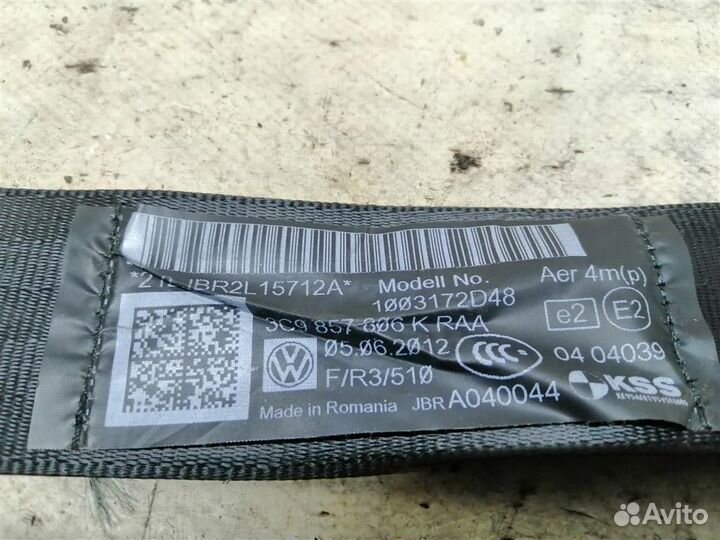 Modell No.
Aer 4m(p)
1003172D48
3C9 857 806 K RAA
e2 E2
05.06.2012
CCC
04 04039
F/R3/510
KSS
Made in Romania
JBR A040044
Avito